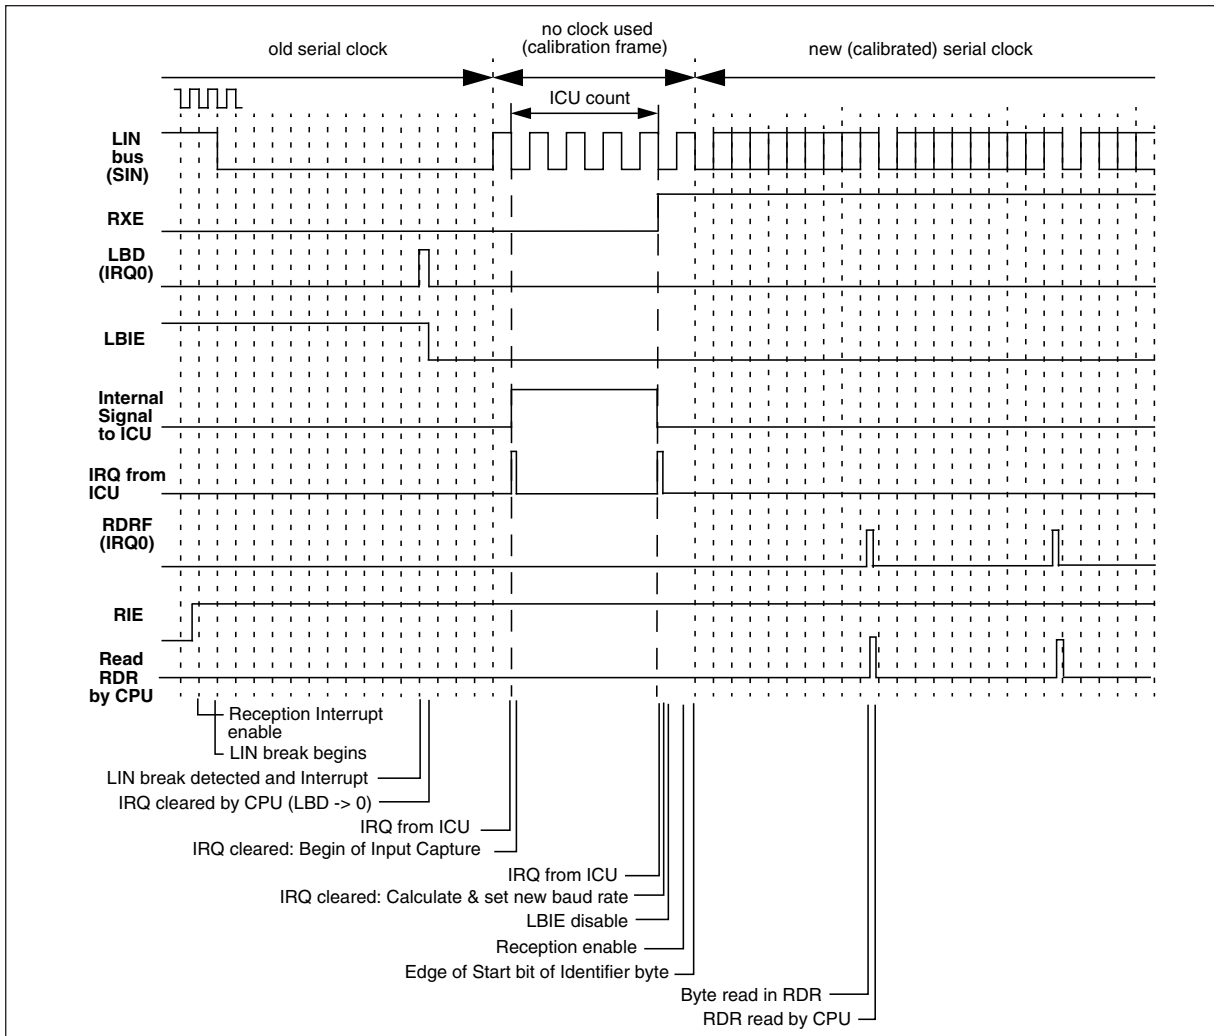 no clock used
old serial clock
(calibration frame)
new (calibrated) serial clock
ICU count
LIN
bus
(SIN)
RXE
LBD
(IRQ0)
LBIE
Internal
Signal
to ICU
IRQ from
ICU
RDRF
(IRQ0)
RIE
Read
RDR
by CPU
Reception Interrupt
enable
LIN break begins
LIN break detected and Interrupt
IRQ cleared by CPU (LBD -> 0)
IRQ from ICU
IRQ cleared: Begin of Input Capture
IRQ from ICU
IRQ cleared: Calculate & set new baud rate
LBIE disable
Reception enable
Edge of Start bit of Identifier byte
Byte read in RDR
RDR read by CPU